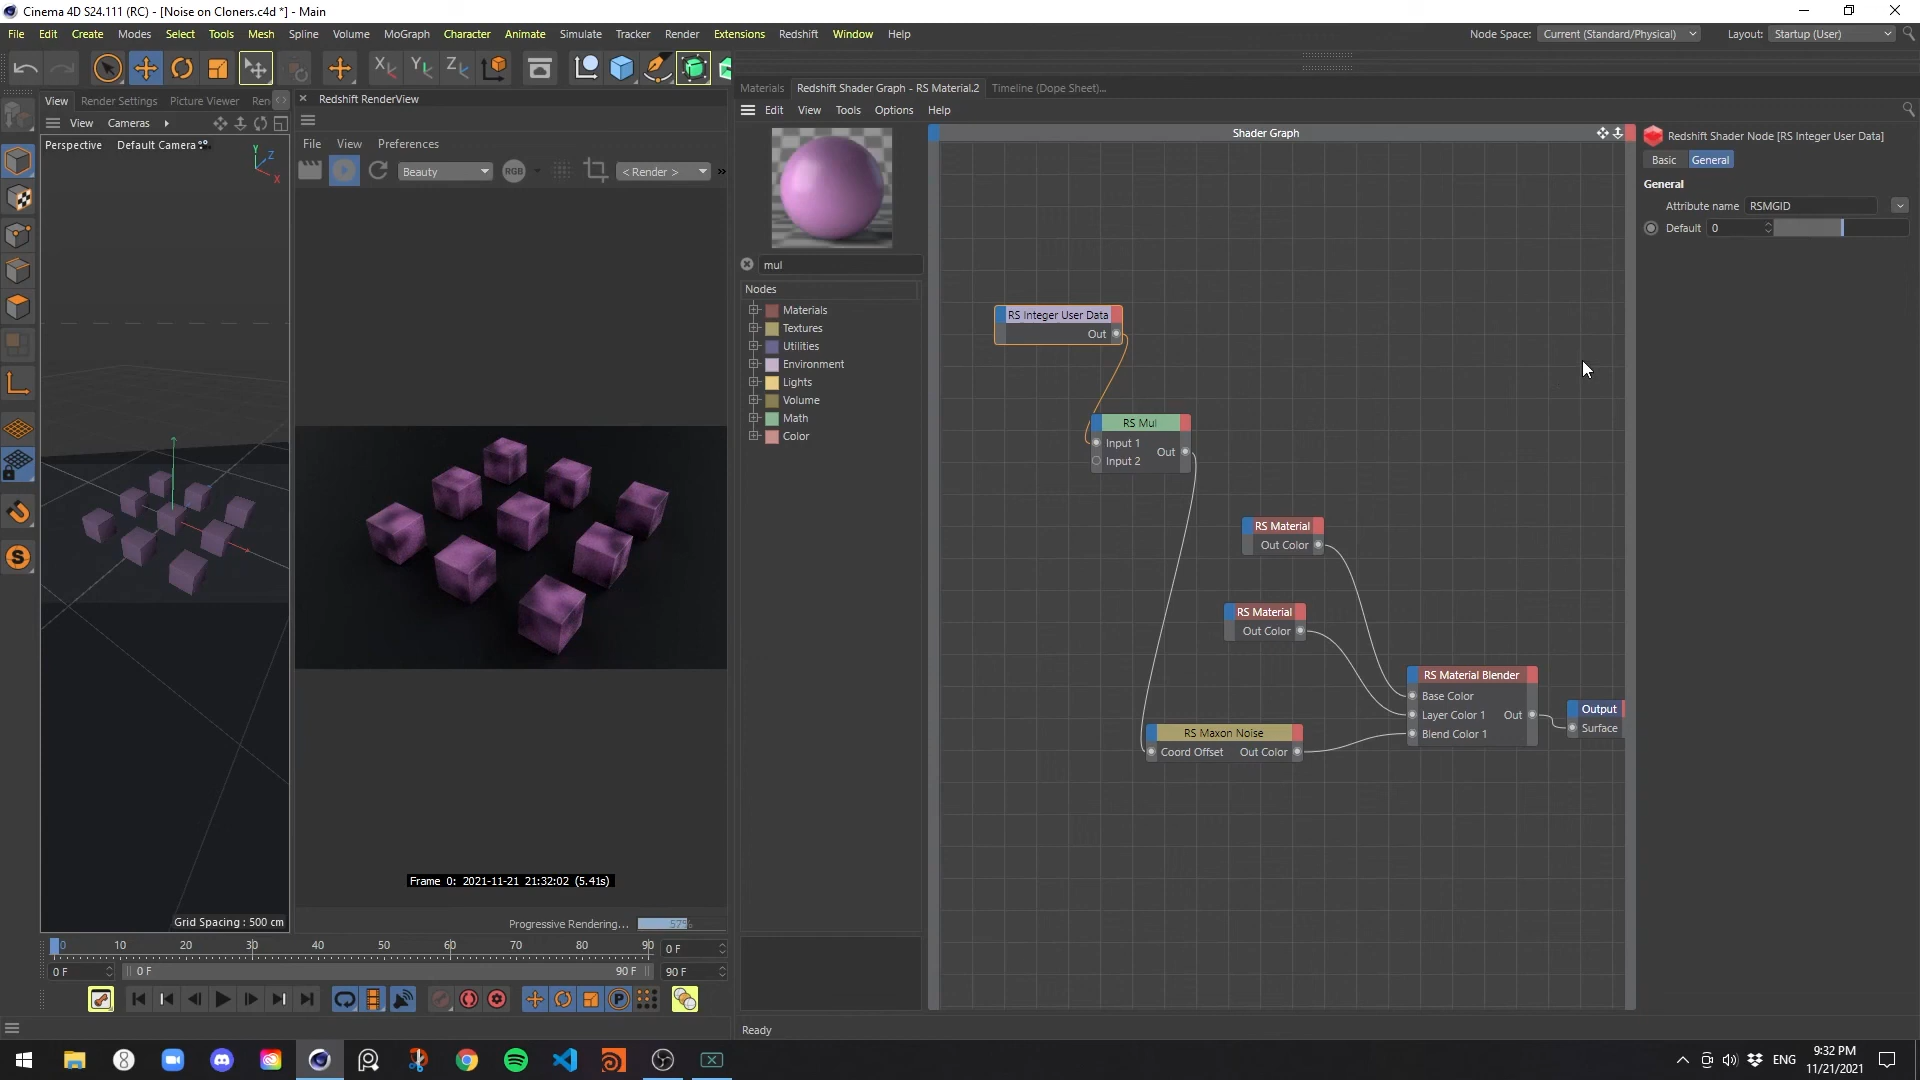 Cinema 4D S24.111 (RC) - [Noise on Cloners.c4d *] - Main
File Edit Create Modes Select Tools Mesh Spline Volume MoGraph Character Animate Simulate Tracker Render Extensions Redshift Window Help
Node Space: Current (Standard/Physical) Layout: Startup (User)
View Render Settings Picture Viewer Ren
Redshift RenderView
Materials Redshift Shader Graph - RS Material.2 Timeline (Dope Sheet)...
View Cameras
Edit View Tools Options Help
Perspective Default Camera
Y
Z
X
File View Preferences
Beauty RGB < Render >
Shader Graph
Redshift Shader Node [RS Integer User Data]
Basic General
General
Attribute name RSMGID
Default 0
mul
Nodes
Materials
Textures
Utilities
Environment
Lights
Volume
Math
Color
RS Integer User Data
Out
RS Mul
Input 1
Out
Input 2
RS Material
Out Color
RS Material
Out Color
RS Material Blender
Base Color
Layer Color 1 Out
Blend Color 1
Output
Surface
RS Maxon Noise
Coord Offset Out Color
Frame 0: 2021-11-21 21:32:02 (5.41s)
Grid Spacing : 500 cm
Progressive Rendering... 57%
0 10 20 30 40 50 60 70 80 90 0 F
0 F 0 F 90 F 90 F
Ready
ENG
9:32 PM
11/21/2021